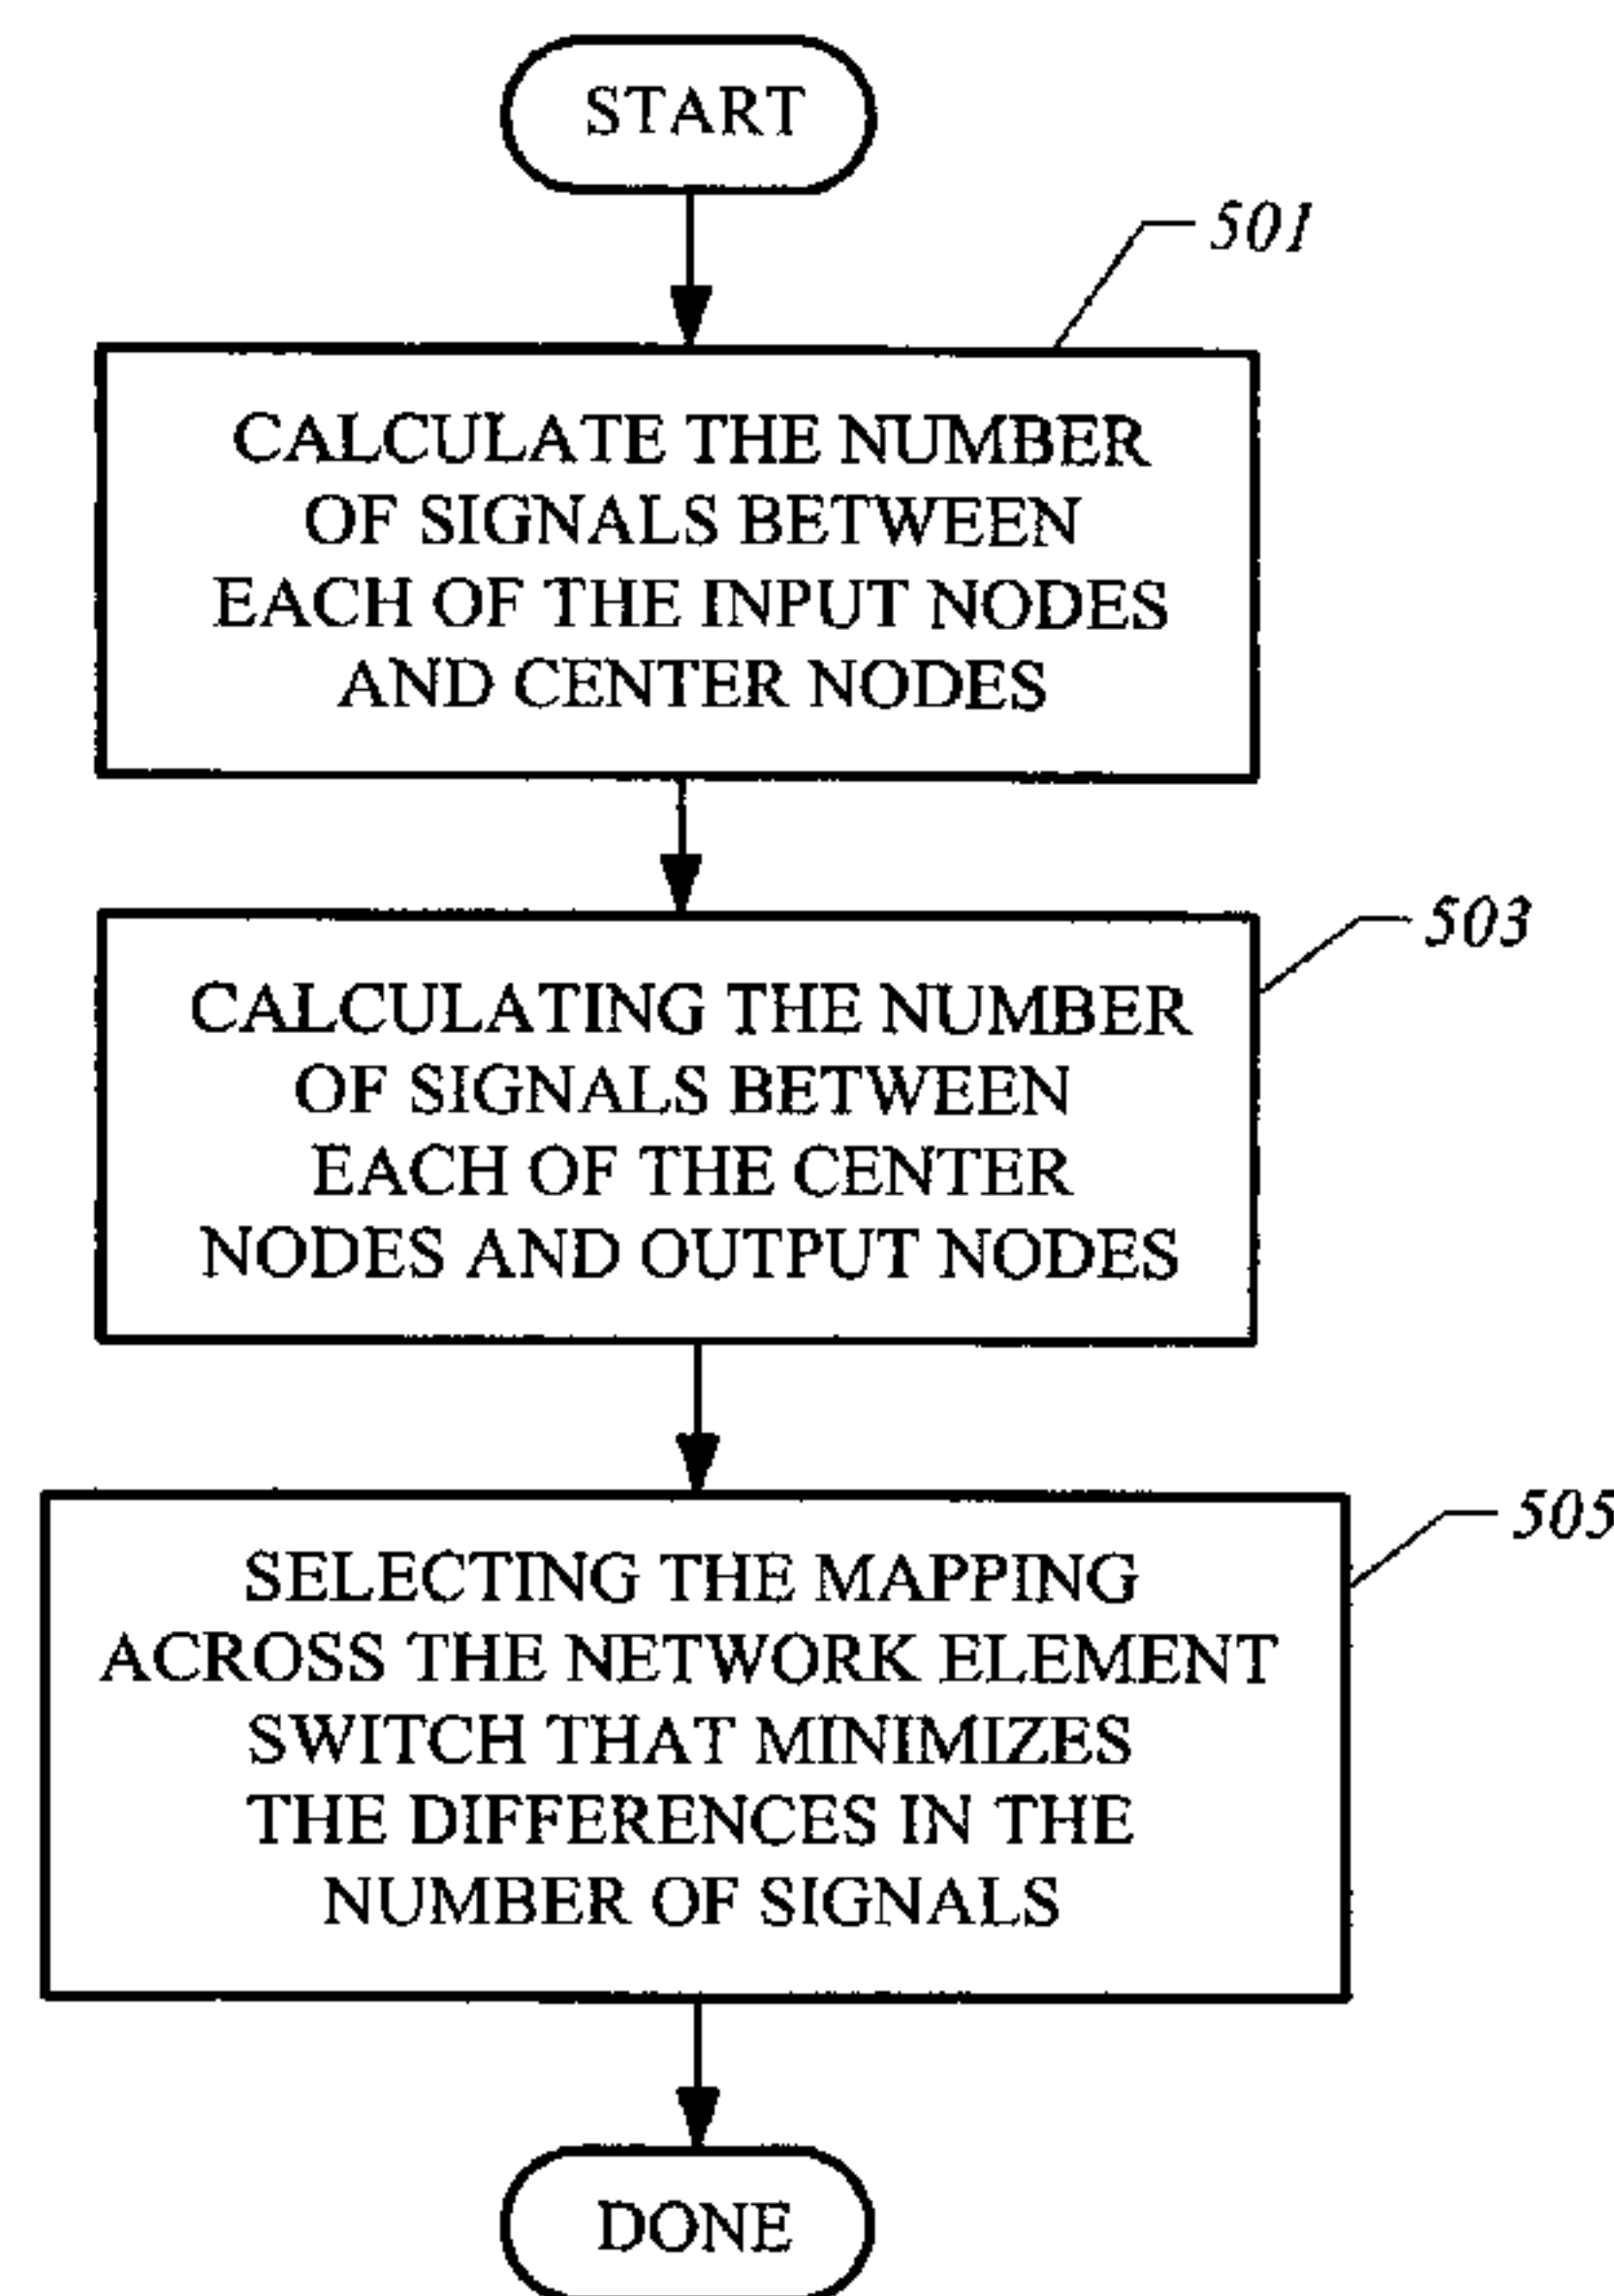 START
501
CALCULATE THE NUMBER
OF SIGNALS BETWEEN
EACH OF THE INPUT NODES
AND CENTER NODES
503
CALCULATING THE NUMBER
OF SIGNALS BETWEEN
EACH OF THE CENTER
NODES AND OUTPUT NODES
505
SELECTING THE MAPPING
ACROSS THE NETWORK ELEMENT
SWITCH THAT MINIMIZES
THE DIFFERENCES IN THE
NUMBER OF SIGNALS
DONE